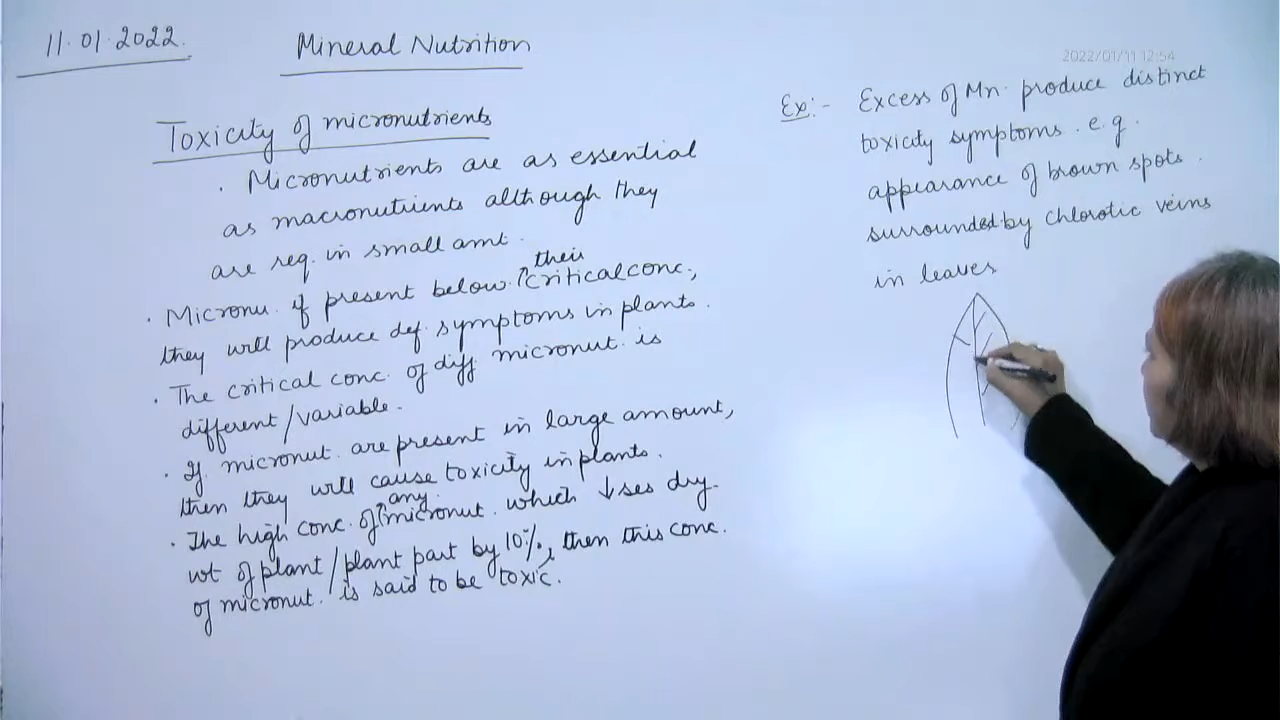 11.01.2022.
Mineral Nutrition
Toxicity of micronutrients
· Micronutrients are as essential
as macronutients although they
are req. in small amt.
· Micronu. if present below their critical conc.,
they will produce def. symptoms in plants.
· The critical conc. of diff micronut. is
different/variable.
· If micronut. are present in large amount,
then they will cause toxicity in plants.
· The high conc. of any micronut. which ↓ses dry-
wt of plant/plant part by 10%, then this conc.
of micronut. is said to be toxic.
2022/01/11 12:54
Ex:- Excess of Mn. produce distinct
toxicity symptoms. e.g.
appearance of brown spots.
surrounded by chlorotic veins
in leaves